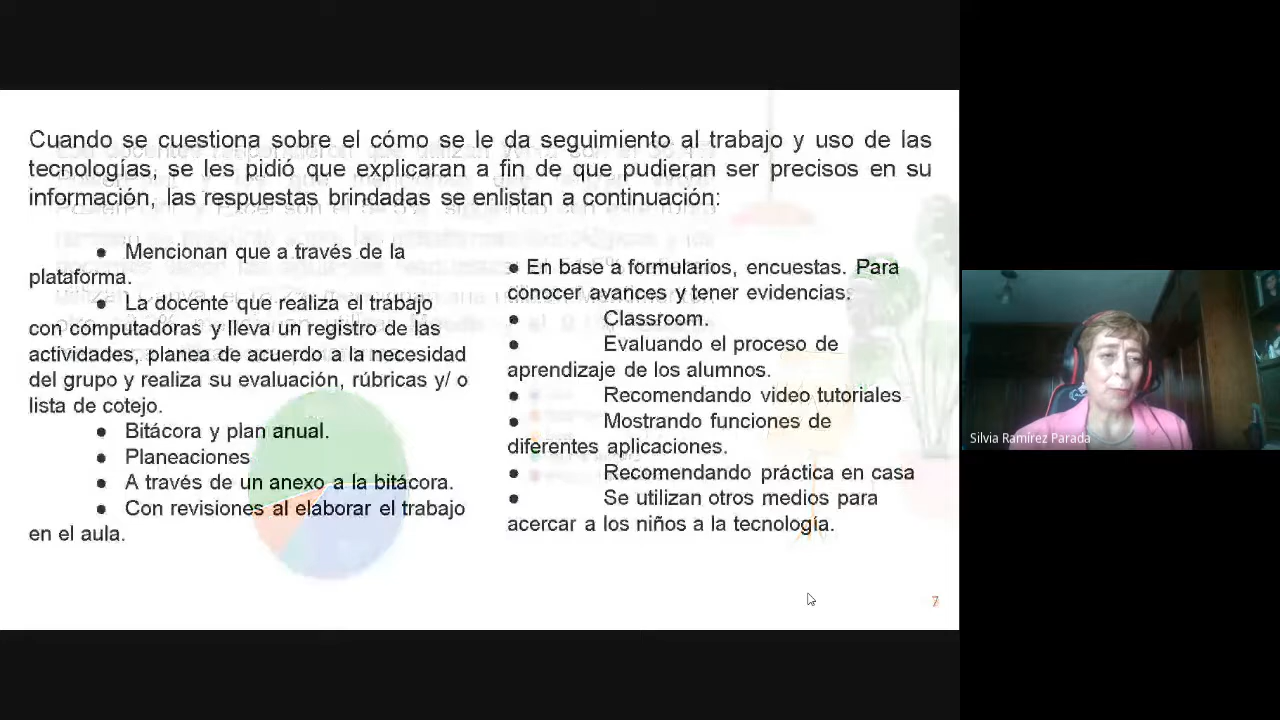 Cuando se cuestiona sobre el cómo se le da seguimiento al trabajo y uso de las
tecnologías, se les pidió que explicaran a fin de que pudieran ser precisos en su
información, las respuestas brindadas se enlistan a continuación:
● Mencionan que a través de la
plataforma.
● La docente que realiza el trabajo
con computadoras y lleva un registro de las
actividades, planea de acuerdo a la necesidad
del grupo y realiza su evaluación, rúbricas y/ o
lista de cotejo.
● Bitácora y plan anual.
● Planeaciones
● A través de un anexo a la bitácora.
● Con revisiones al elaborar el trabajo
en el aula.
● En base a formularios, encuestas. Para
conocer avances y tener evidencias.
● Classroom.
● Evaluando el proceso de
aprendizaje de los alumnos.
● Recomendando video tutoriales
● Mostrando funciones de
diferentes aplicaciones.
● Recomendando práctica en casa
● Se utilizan otros medios para
acercar a los niños a la tecnología.
7
Silvia Ramírez Parada